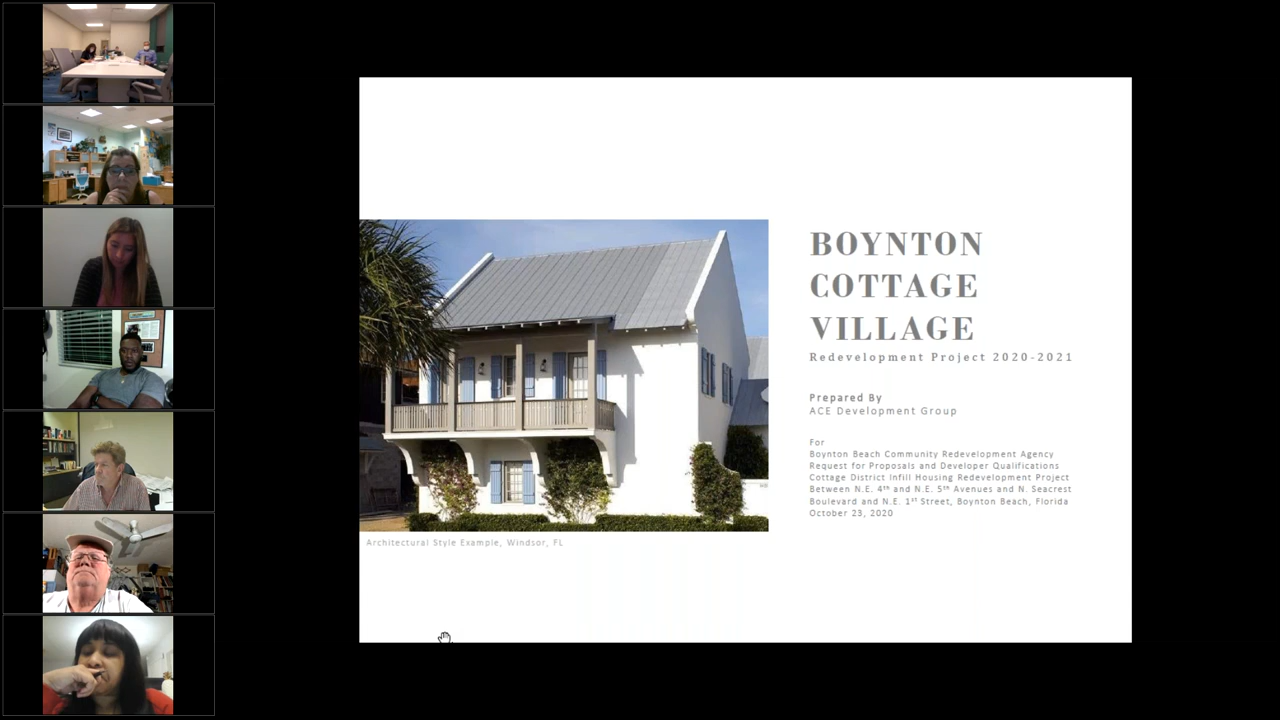 BOYNTON
COTTAGE
VILLAGE
Redevelopment Project 2020-2021
Prepared By
ACE Development Group
For
Boynton Beach Community Redevelopment Agency
Request for Proposals and Developer Qualifications
Cottage District Infill Housing Redevelopment Project
Between N.E. 4ᵗʰ and N.E. 5ᵗʰ Avenues and N. Seacrest
Boulevard and N.E. 1ˢᵗ Street, Boynton Beach, Florida
October 23, 2020
Architectural Style Example, Windsor, FL